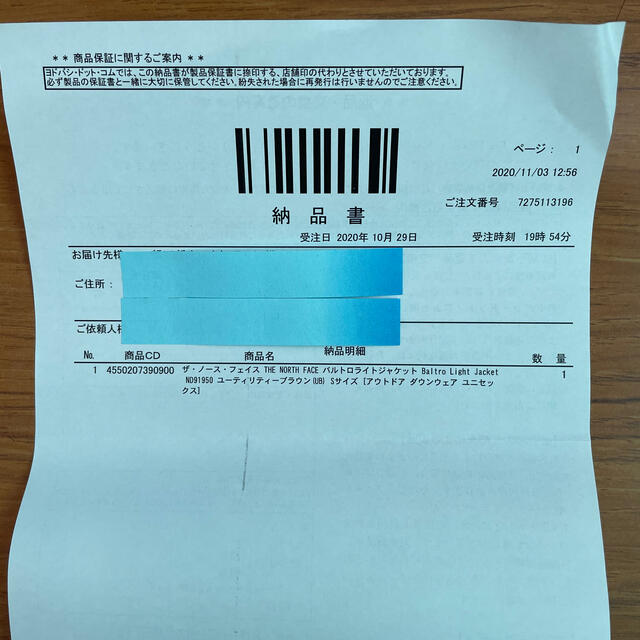 ** 商品保証に関するご案内 **
ヨドバシ・ドット・コムでは、この納品書が製品保証書に捺印する、店舗印の代わりとさせていただいております。
必ず製品の保証書と一緒に大切に保管してください。紛失された場合に再発行は行いませんのでご注意ください。
ページ: 1
2020/11/03 12:56
ご注文番号 7275113196
納 品 書
受注日 2020年 10月 29日 受注時刻 19時 54分
お届け先様
ご住所:
ご依頼人様
納品明細
No. 商品CD 商品名 数 量
1 4550207390900 ザ・ノース・フェイス THE NORTH FACE バルトロライトジャケット Baltro Light Jacket 1
ND91950 ユーティリティーブラウン(UB) Sサイズ [アウトドア ダウンウェア ユニセッ
クス]